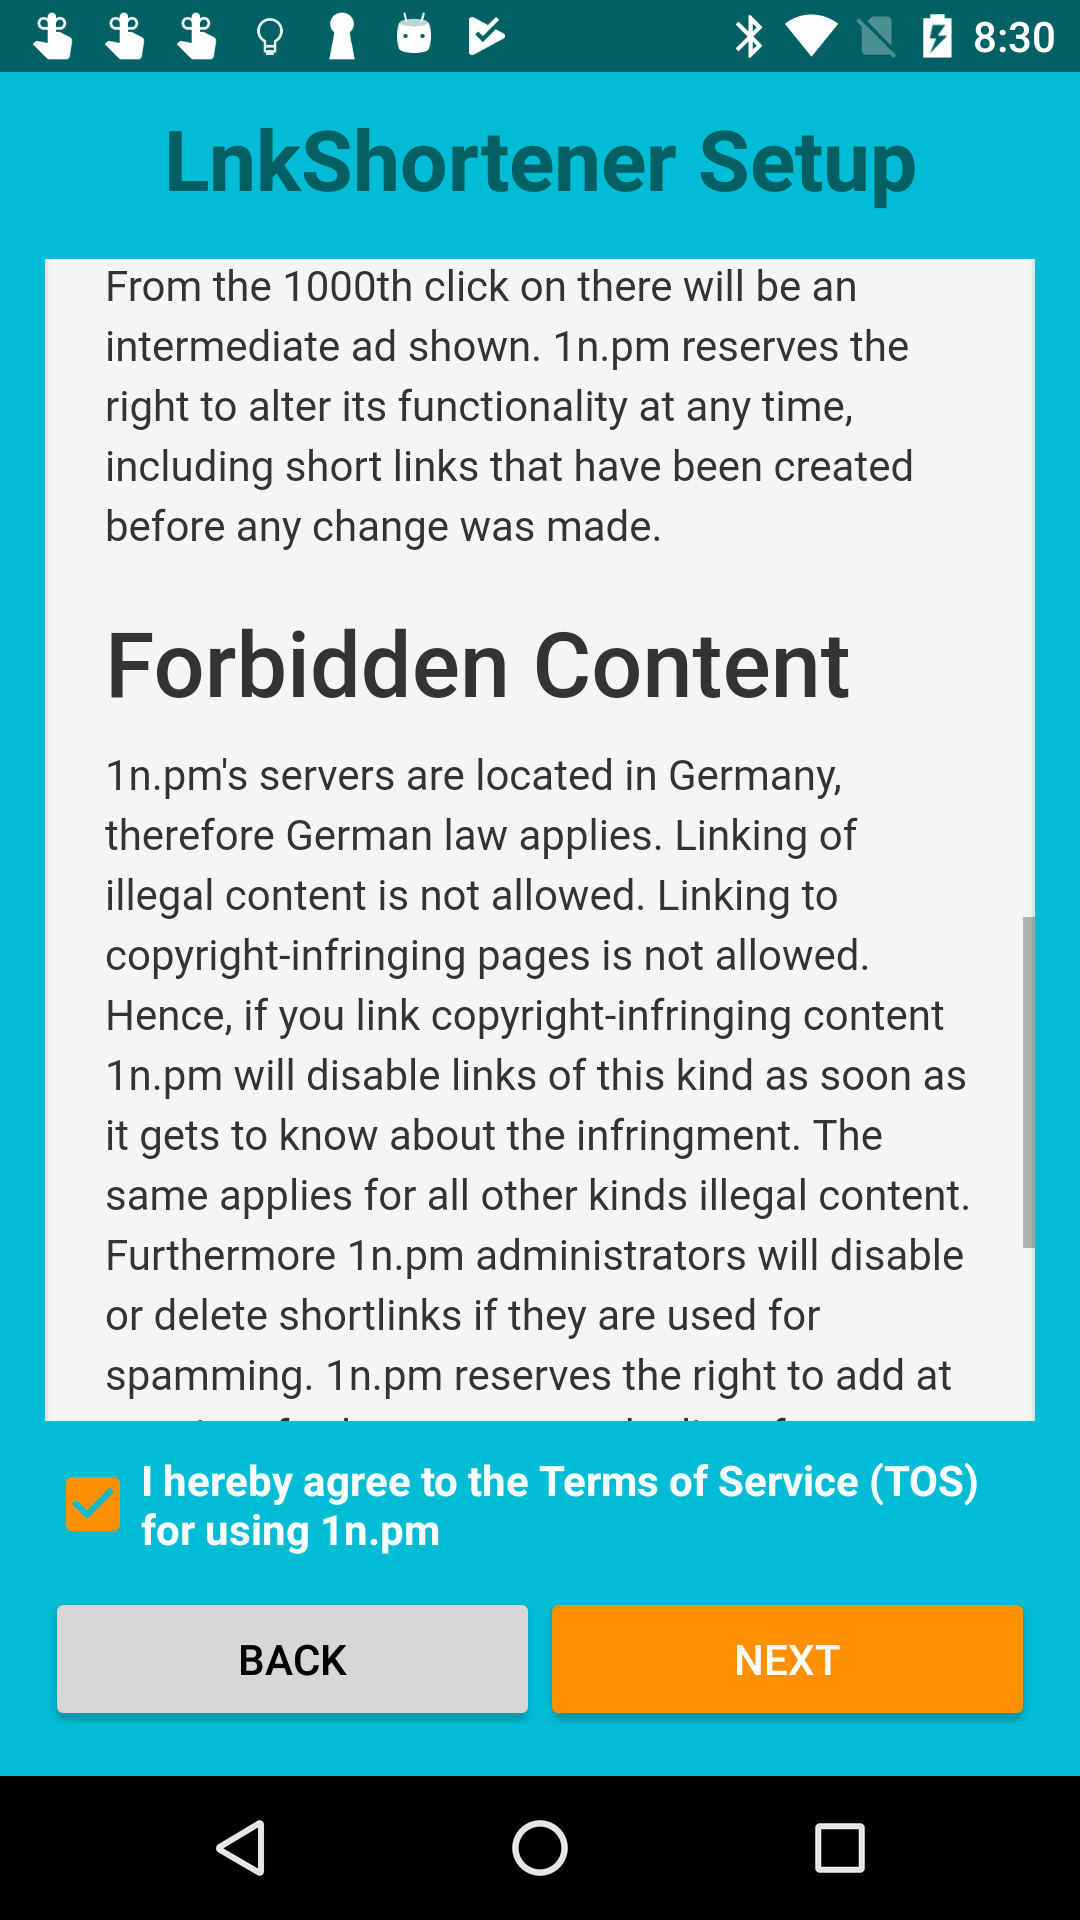 8:30
LnkShortener Setup
From the 1000th click on there will be an
intermediate ad shown. 1n.pm reserves the
right to alter its functionality at any time,
including short links that have been created
before any change was made.
Forbidden Content
1n.pm's servers are located in Germany,
therefore German law applies. Linking of
illegal content is not allowed. Linking to
copyright-infringing pages is not allowed.
Hence, if you link copyright-infringing content
1n.pm will disable links of this kind as soon as
it gets to know about the infringment. The
same applies for all other kinds illegal content.
Furthermore 1n.pm administrators will disable
or delete shortlinks if they are used for
spamming. 1n.pm reserves the right to add at
I hereby agree to the Terms of Service (TOS)
for using 1n.pm
BACK
NEXT